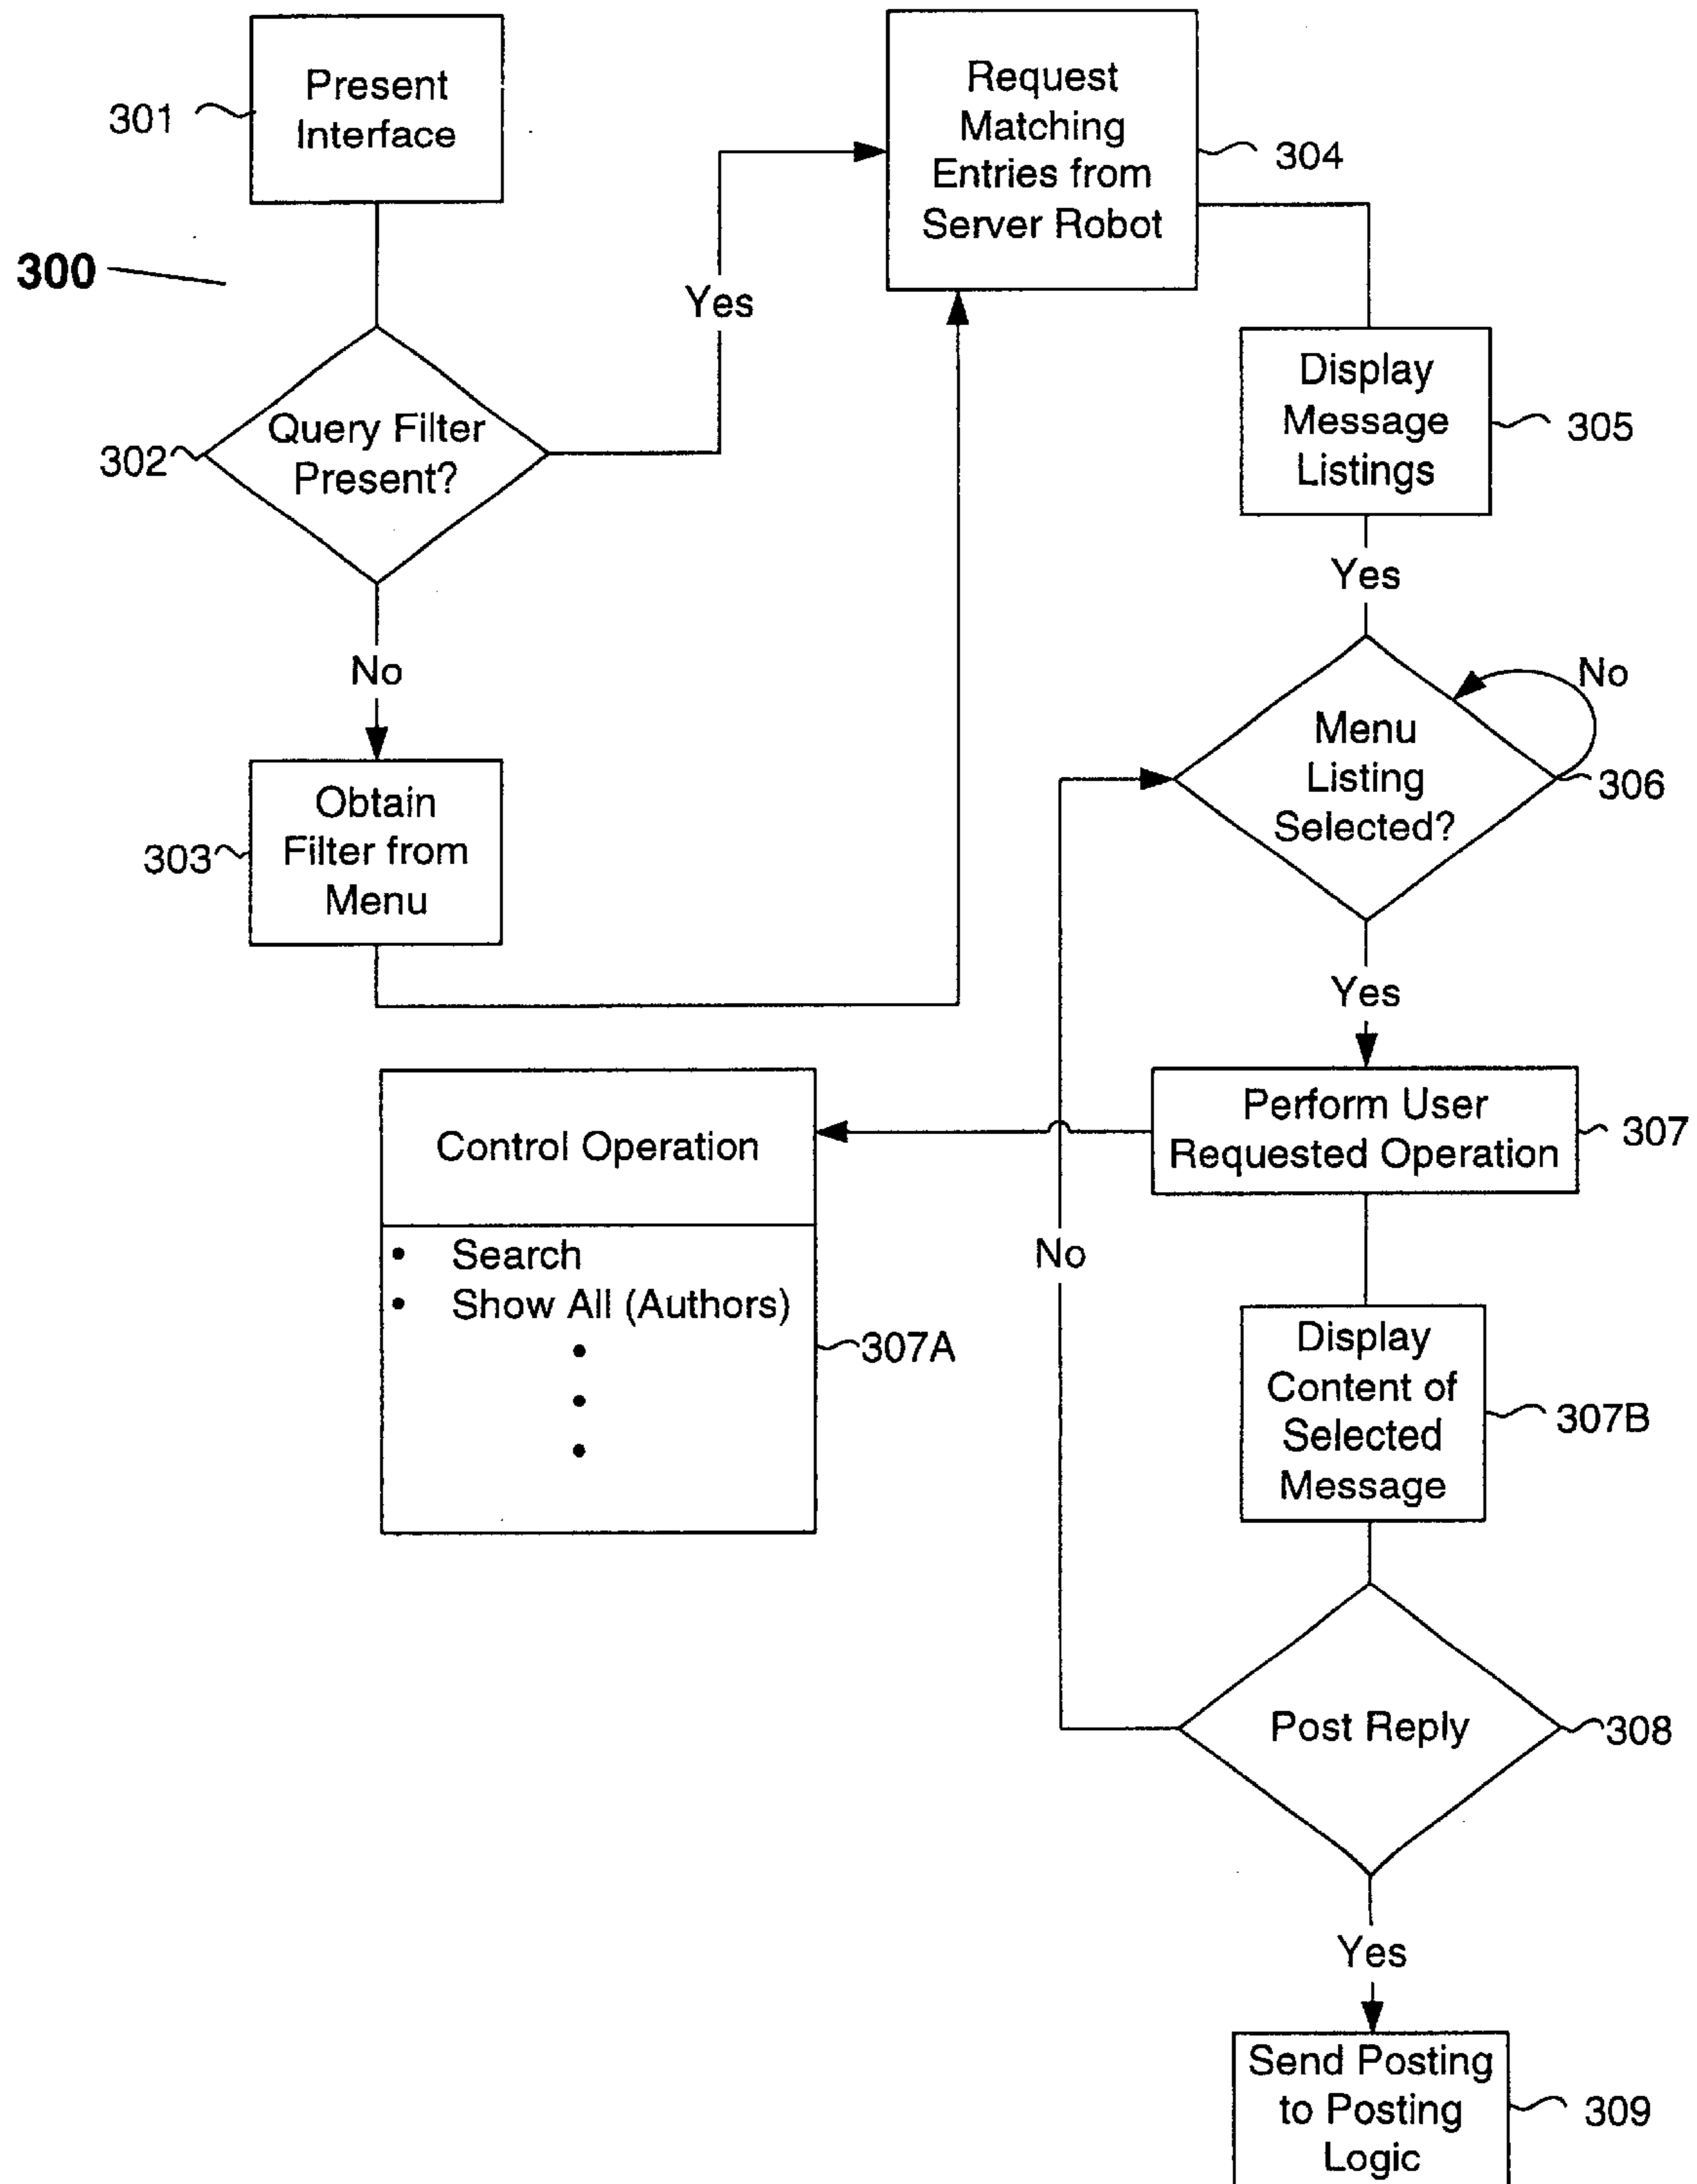 Present
Interface
301
300
302
Query Filter
Present?
Yes
No
303
Obtain
Filter from
Menu
Request
Matching
Entries from
Server Robot
304
Display
Message
Listings
305
Yes
Menu
Listing
Selected?
No
306
Yes
Perform User
Requested Operation
307
Control Operation
• Search
• Show All (Authors)
•
•
•
307A
No
Display
Content of
Selected
Message
307B
Post Reply
308
Yes
Send Posting
to Posting
Logic
309